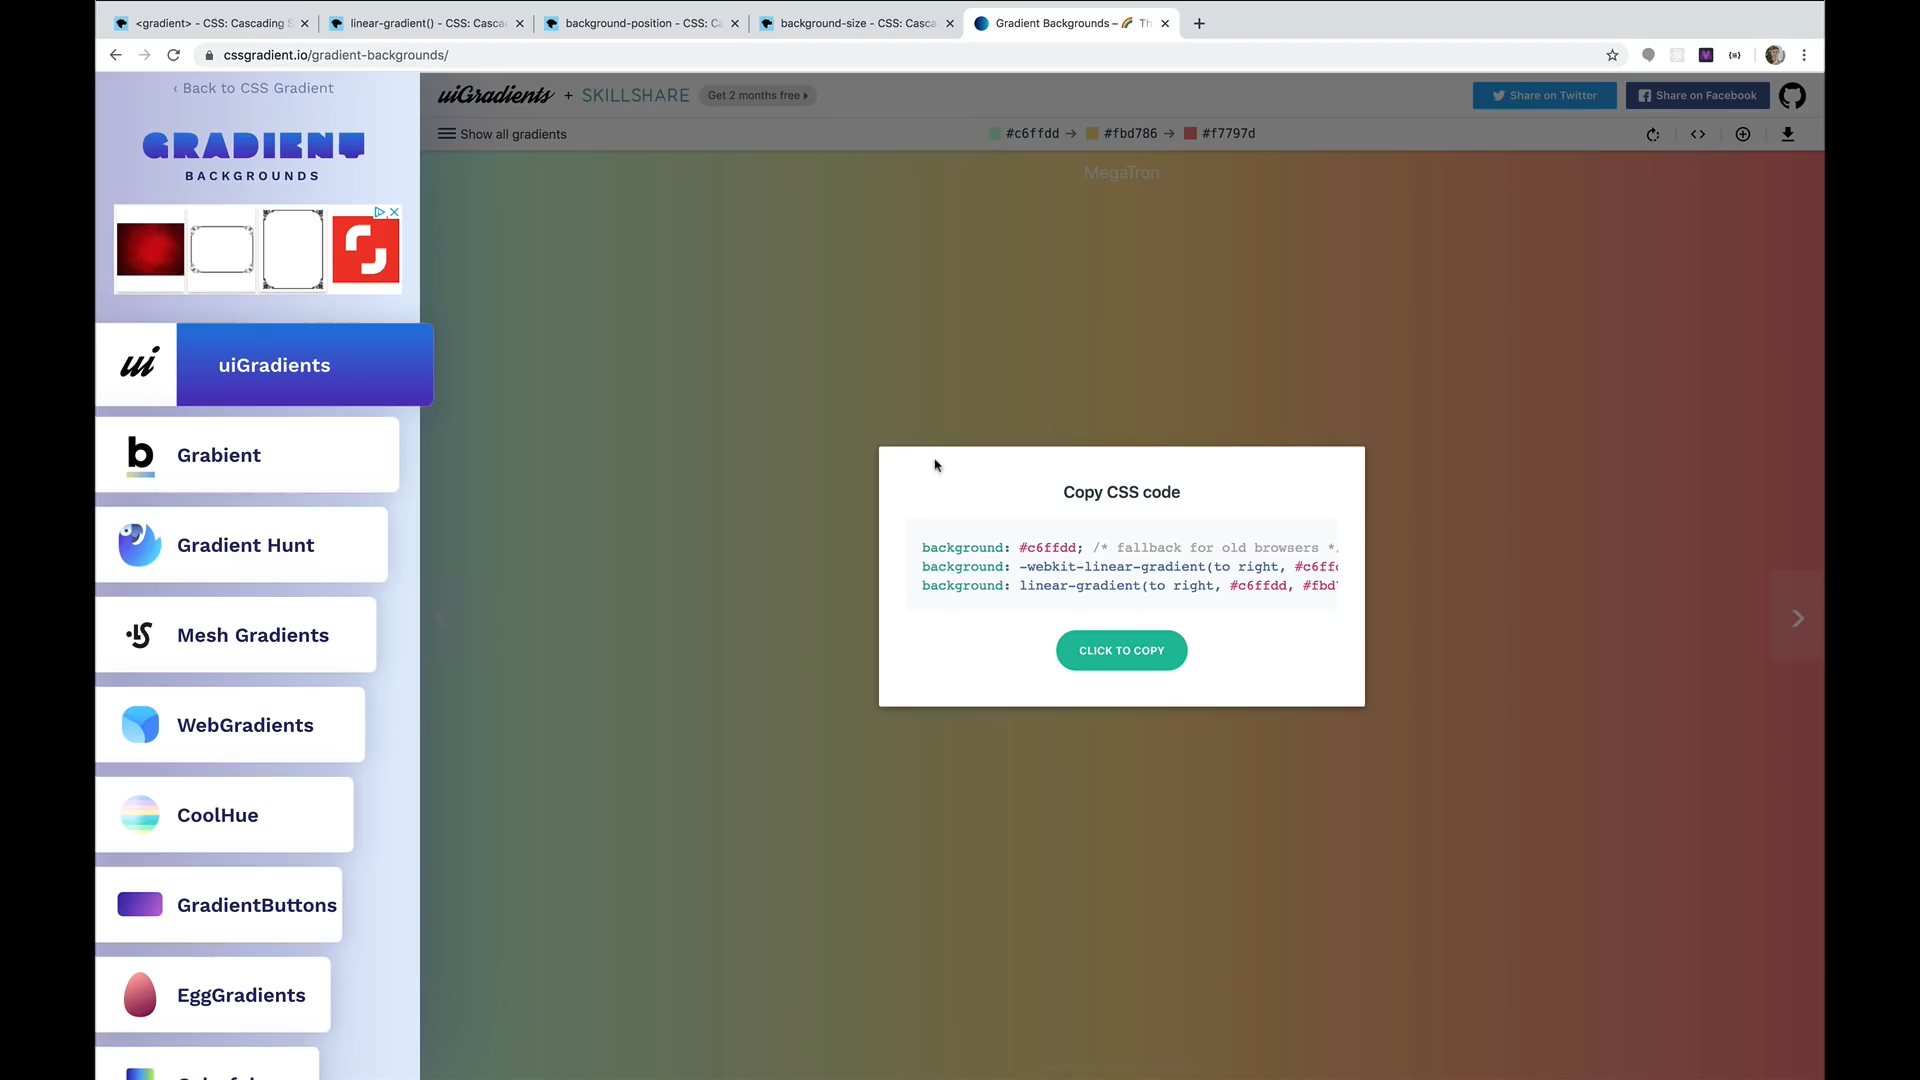 <gradient> - CSS: Cascading S
linear-gradient() - CSS: Casca
background-position - CSS: Ca
background-size - CSS: Casca
Gradient Backgrounds – 🌈 Th
cssgradient.io/gradient-backgrounds/
‹ Back to CSS Gradient
GRADIENT
BACKGROUNDS
uiGradients
Grabient
Gradient Hunt
Mesh Gradients
WebGradients
CoolHue
GradientButtons
EggGradients
uiGradients + SKILLSHARE Get 2 months free
Share on Twitter
Share on Facebook
Show all gradients
#c6ffdd → #fbd786 → #f7797d
MegaTron
Copy CSS code
background: #c6ffdd; /* fallback for old browsers *
background: -webkit-linear-gradient(to right, #c6ff
background: linear-gradient(to right, #c6ffdd, #fbd
CLICK TO COPY